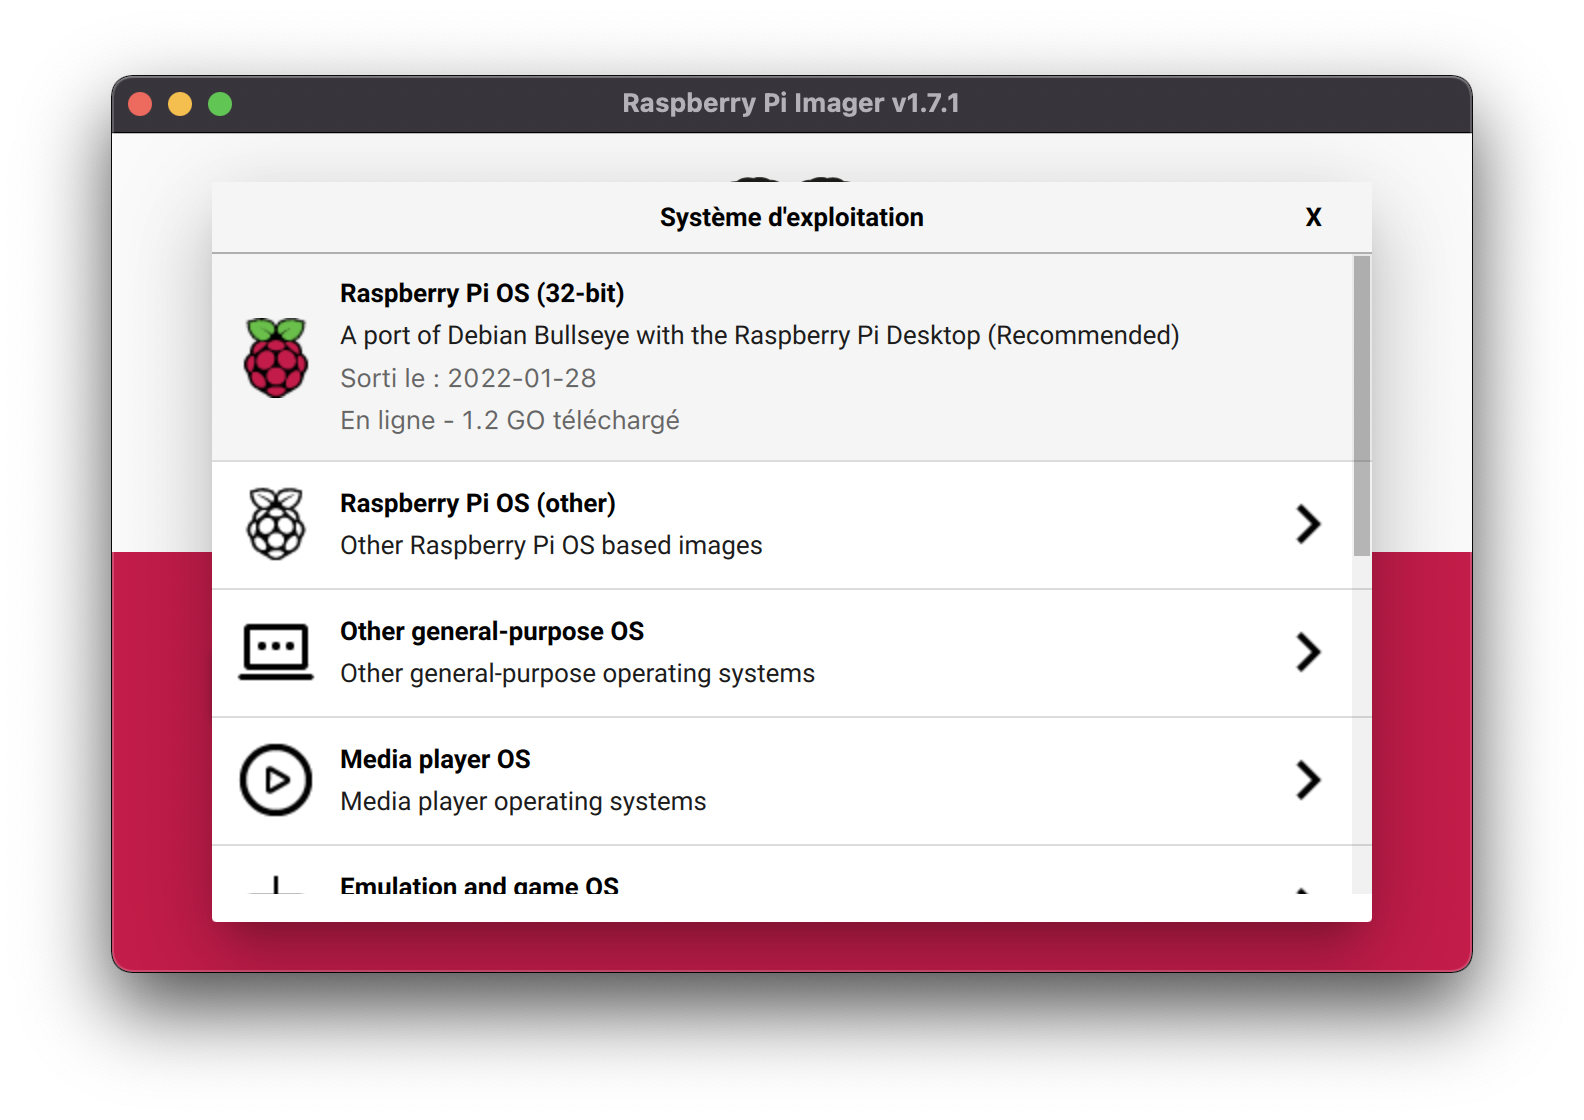 Raspberry Pi Imager v1.7.1
Système d'exploitation X
Raspberry Pi OS (32-bit)
A port of Debian Bullseye with the Raspberry Pi Desktop (Recommended)
Sorti le : 2022-01-28
En ligne - 1.2 GO téléchargé
Raspberry Pi OS (other)
Other Raspberry Pi OS based images
Other general-purpose OS
Other general-purpose operating systems
Media player OS
Media player operating systems
Emulation and game OS